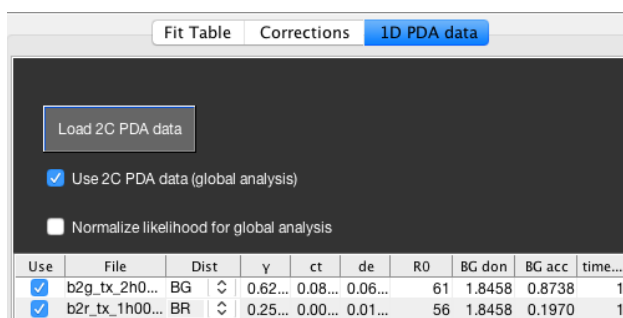 Fit Table Corrections 1D PDA data
Load 2C PDA data
Use 2C PDA data (global analysis)
Normalize likelihood for global analysis
Use File Dist γ ct de R0 BG don BG acc time...
b2g_tx_2h0... BG 0.62... 0.08... 0.06... 61 1.8458 0.8738 1
b2r_tx_1h00... BR 0.25... 0.00... 0.01... 56 1.8458 0.1970 1